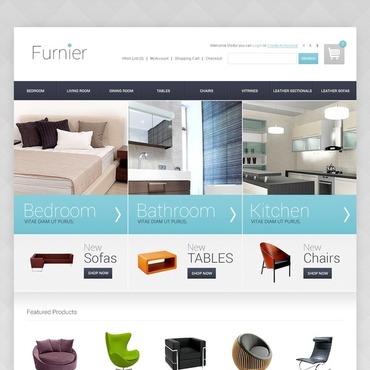 Furnier
Welcome Visitor you can Login or Create An Account
Wish List (0) | My Account | Shopping Cart | Checkout
SEARCH
BEDROOM LIVING ROOM DINING ROOM TABLES CHAIRS VITRINES LEATHER SECTIONALS LEATHER SOFAS
Bedroom
VITAE DIAM UT PURUS.
Bathroom
VITAE DIAM UT PURUS.
Kitchen
VITAE DIAM UT PURUS.
New
Sofas
SHOP NOW
New
TABLES
SHOP NOW
New
Chairs
SHOP NOW
Featured Products